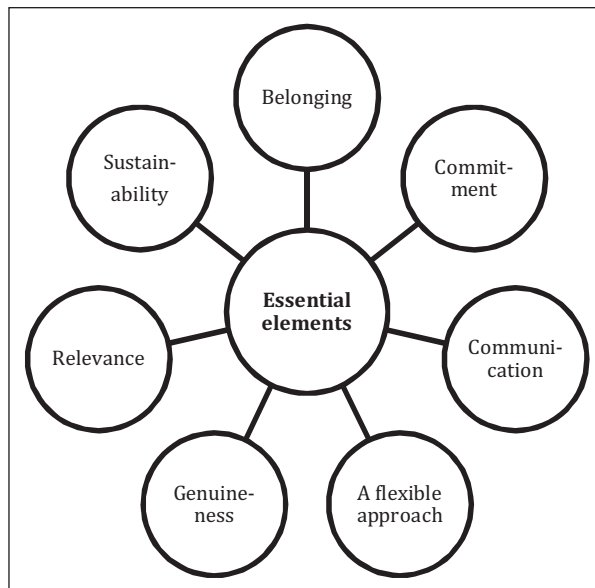 Belonging
Commit-
ment
Communi-
cation
A flexible
approach
Genuine-
ness
Relevance
Sustain-
ability
Essential
elements